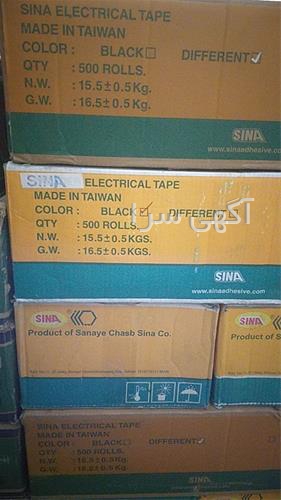 SINA ELECTRICAL TAPE
MADE IN TAIWAN
COLOR : BLACK☐ DIFFERENT☑
QTY : 500 ROLLS.
N.W. : 15.5±0.5Kg.
G.W. : 16.5±0.5Kg.
SINA
www.sinaadhesive.com
SINA ELECTRICAL TAPE
MADE IN TAIWAN
COLOR : BLACK☑ DIFFERENT☐
QTY : 500 ROLLS.
N.W. : 15.5±0.5KGS.
G.W. : 16.5±0.5KGS.
آگهی سرا
SINA
www.sinaadhesive.com
SINA
Product of Sanaye Chasb Sina Co.
SINA
Product of Sanaye
SINA ELECTRICAL TAPE
MADE IN TAIWAN
COLOR : BLACK☐ DIFFERENT☑
QTY : 500 ROLLS.
N.W.
G.W.
SINA